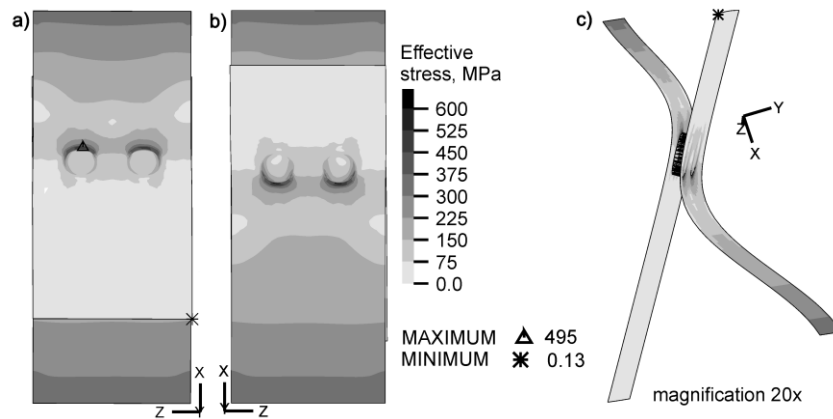 a)
b)
c)
Effective
stress, MPa
600
525
450
375
300
225
150
75
0.0
Y
Z
X
MAXIMUM 495
MINIMUM 0.13
X X
Z Z
magnification 20x